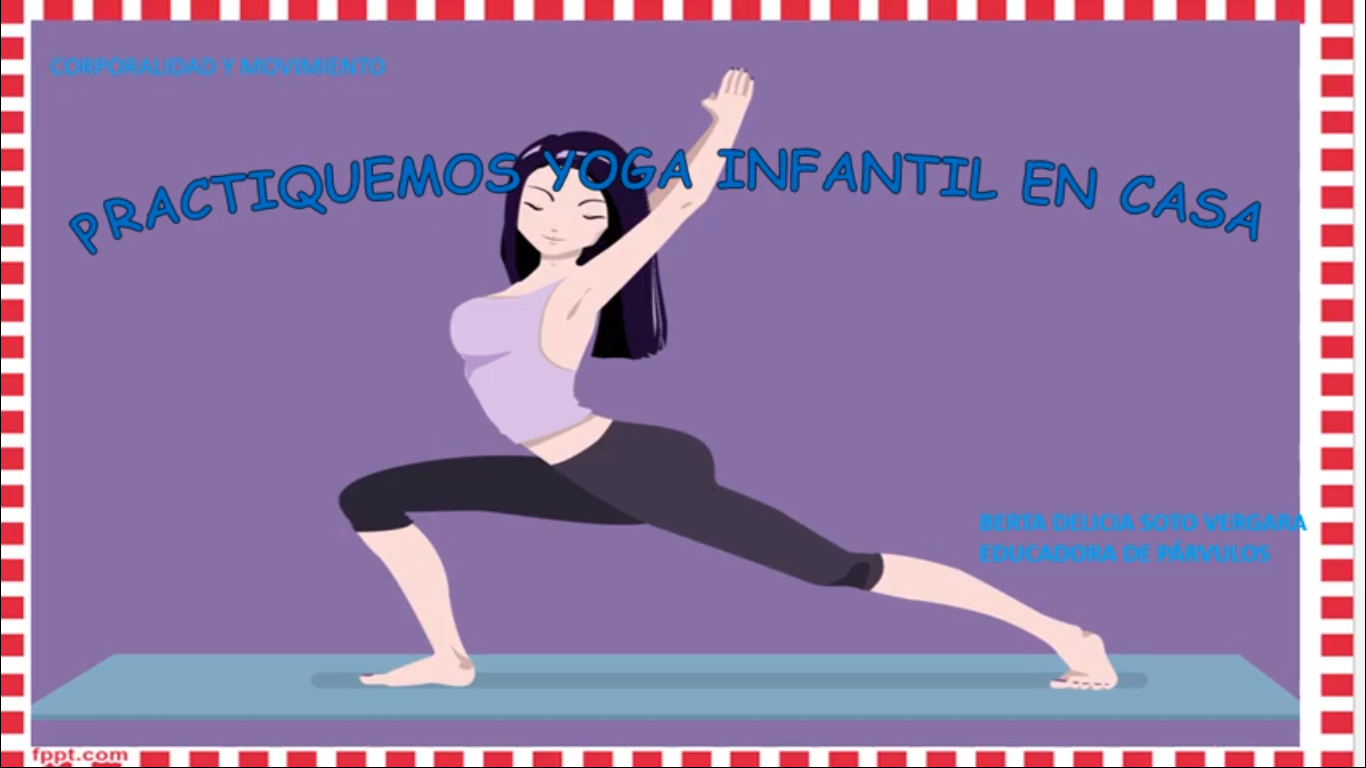 CORPORALIDAD Y MOVIMIENTO
PRACTIQUEMOS YOGA INFANTIL EN CASA
BERTA DELICIA SOTO VERGARA
EDUCADORA DE PÁRVULOS
fppt.com